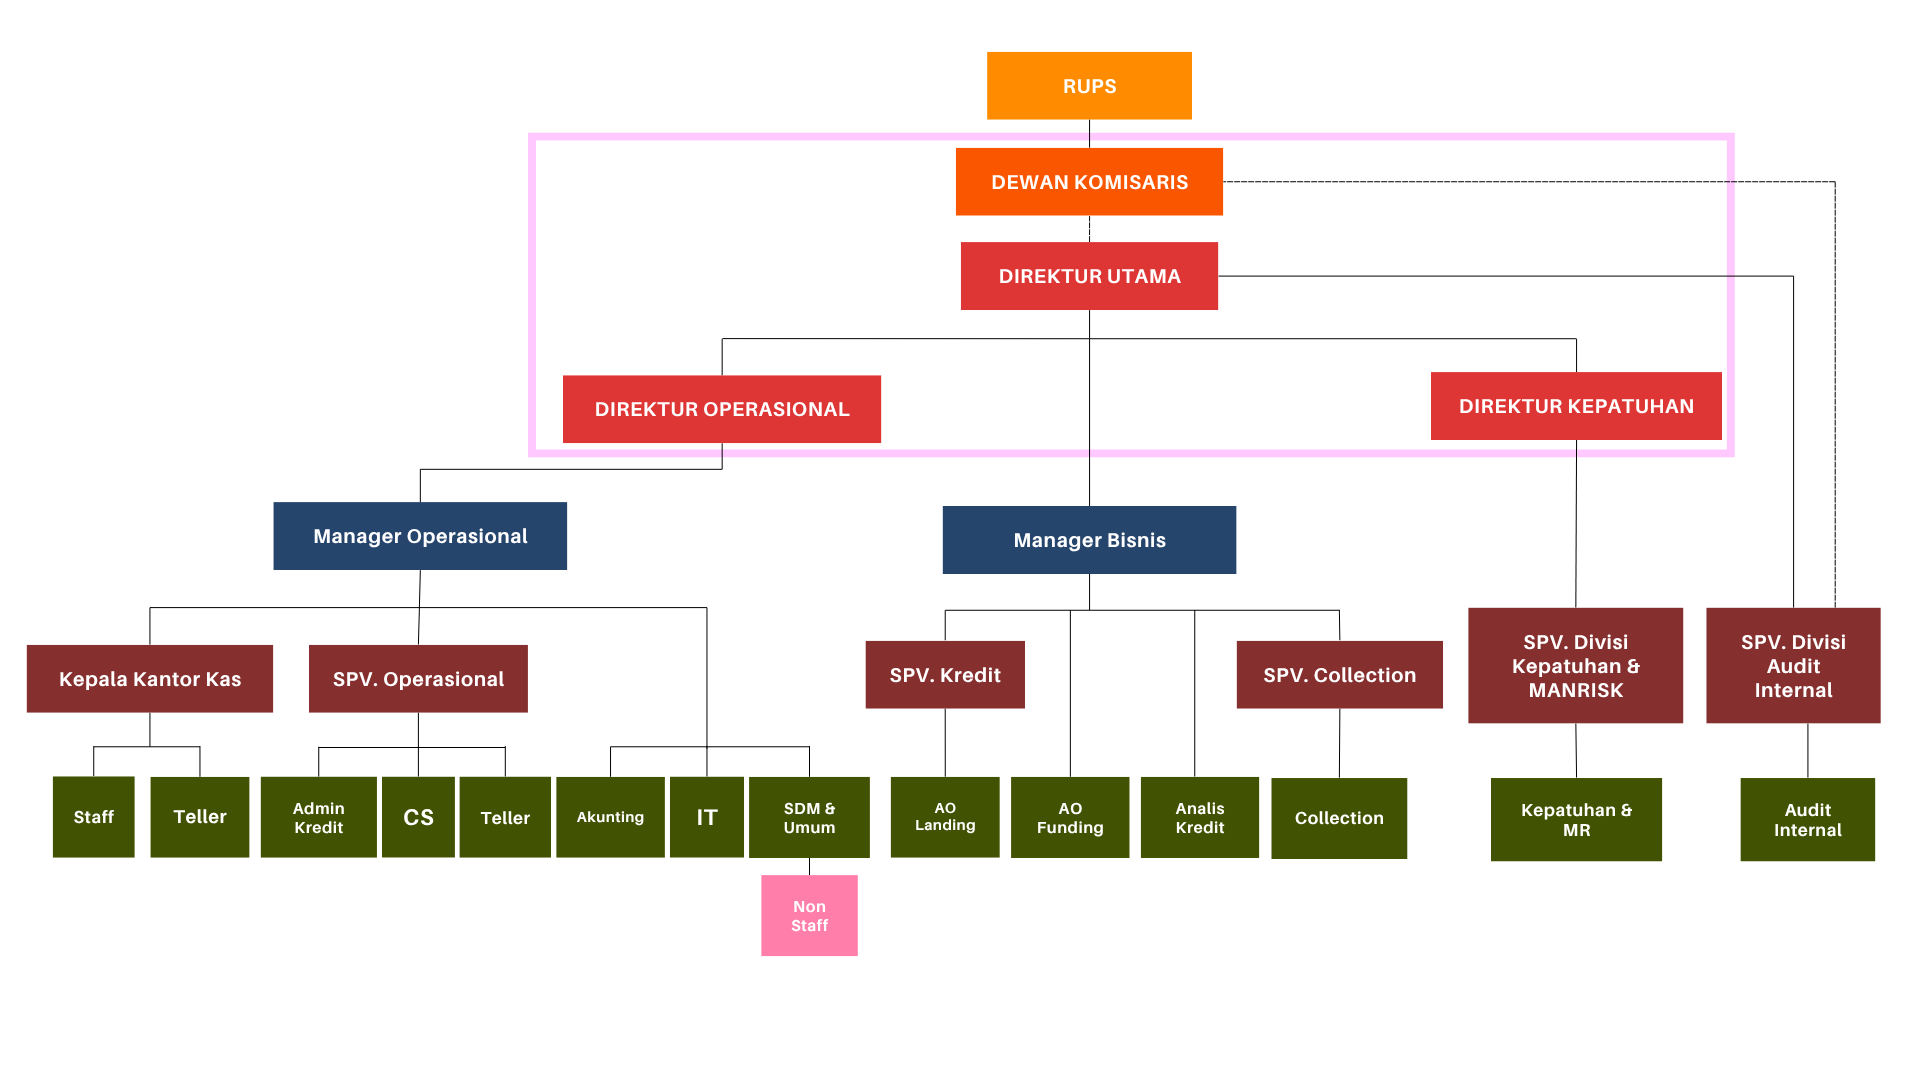 RUPS
DEWAN KOMISARIS
DIREKTUR UTAMA
DIREKTUR OPERASIONAL
DIREKTUR KEPATUHAN
Manager Operasional
Manager Bisnis
Kepala Kantor Kas
SPV. Operasional
SPV. Kredit
SPV. Collection
SPV. Divisi
Kepatuhan &
MANRISK
SPV. Divisi
Audit
Internal
Staff
Teller
Admin
Kredit
CS
Teller
Akunting
IT
SDM &
Umum
AO
Landing
AO
Funding
Analis
Kredit
Collection
Kepatuhan &
MR
Audit
Internal
Non
Staff